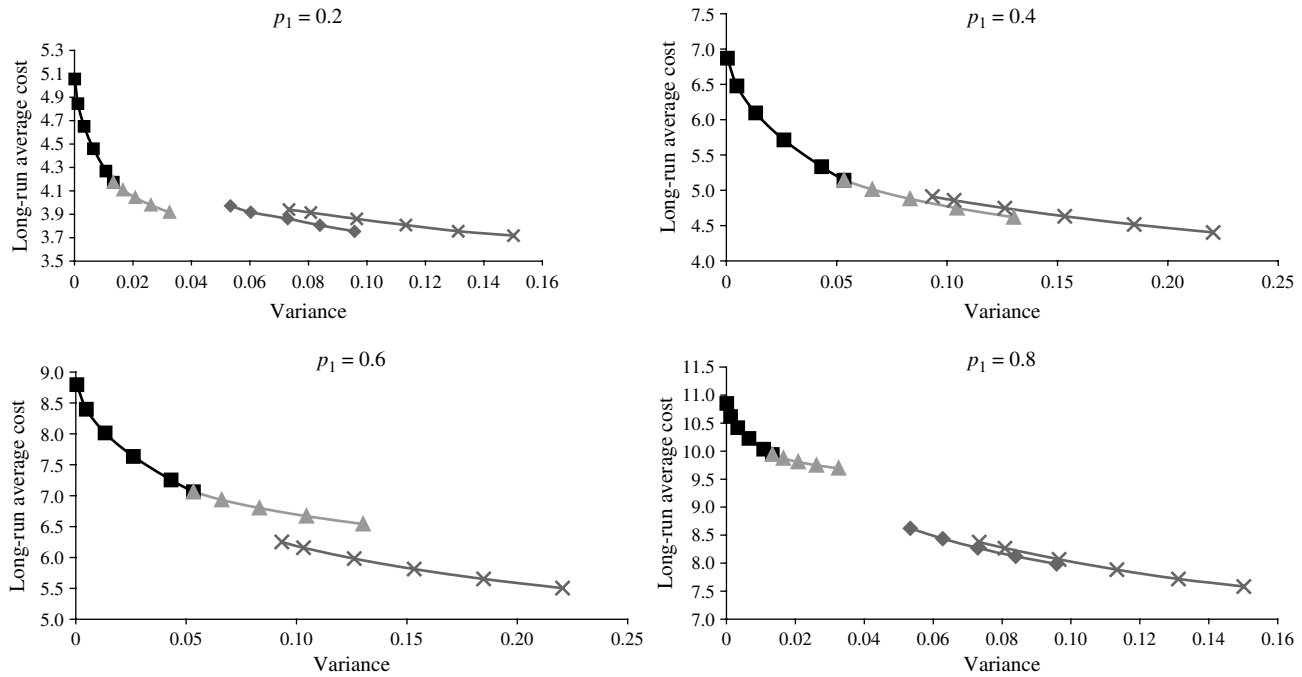 p₁ = 0.2
Long-run average cost
5.3
5.1
4.9
4.7
4.5
4.3
4.1
3.9
3.7
3.5
0 0.02 0.04 0.06 0.08 0.10 0.12 0.14 0.16
Variance
p₁ = 0.4
Long-run average cost
7.5
7.0
6.5
6.0
5.5
5.0
4.5
4.0
0 0.05 0.10 0.15 0.20 0.25
Variance
p₁ = 0.6
Long-run average cost
9.0
8.5
8.0
7.5
7.0
6.5
6.0
5.5
5.0
0 0.05 0.10 0.15 0.20 0.25
Variance
p₁ = 0.8
Long-run average cost
11.5
11.0
10.5
10.0
9.5
8.5
8.0
7.5
7.0
0 0.02 0.04 0.06 0.08 0.10 0.12 0.14 0.16
Variance